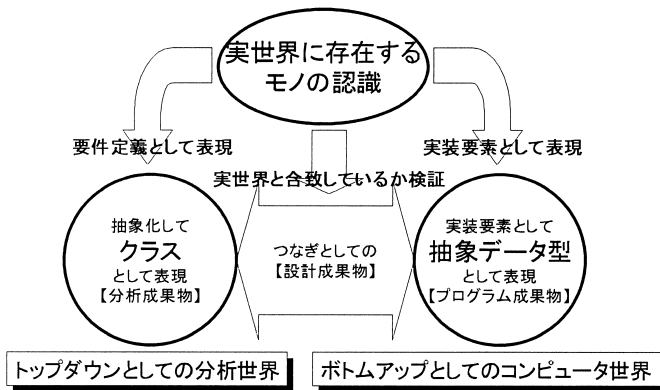 実世界に存在する
モノの認識
要件定義として表現
実装要素として表現
実世界と合致しているか検証
抽象化して
クラス
として表現
【分析成果物】
つなぎとしての
【設計成果物】
実装要素として
抽象データ型
として表現
【プログラム成果物】
トップダウンとしての分析世界
ボトムアップとしてのコンピュータ世界